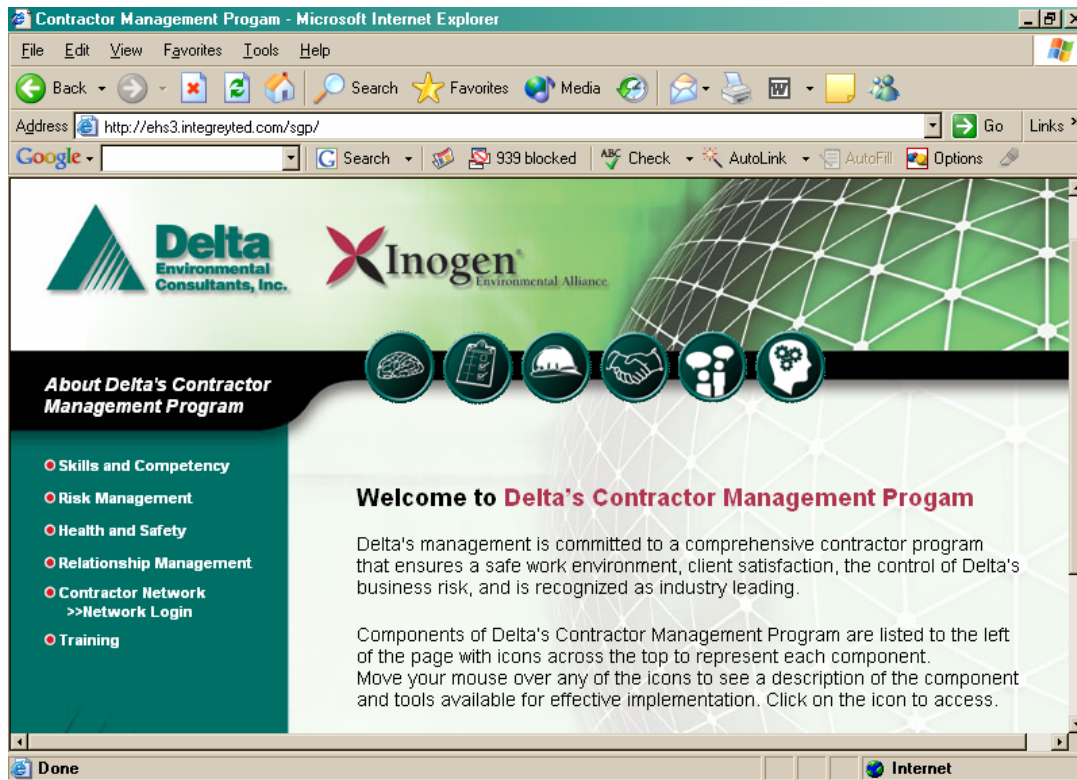 Contractor Management Progam - Microsoft Internet Explorer
File Edit View Favorites Tools Help
Back Search Favorites Media
Address http://ehs3.integreyted.com/sgp/ Go Links »
Google Search 939 blocked ABC Check AutoLink AutoFill Options
Delta
Environmental
Consultants, Inc.
Inogen®
Environmental Alliance
About Delta's Contractor
Management Program
Skills and Competency
Risk Management
Health and Safety
Relationship Management
Contractor Network
>>Network Login
Training
Welcome to Delta's Contractor Management Progam
Delta's management is committed to a comprehensive contractor program
that ensures a safe work environment, client satisfaction, the control of Delta's
business risk, and is recognized as industry leading.
Components of Delta's Contractor Management Program are listed to the left
of the page with icons across the top to represent each component.
Move your mouse over any of the icons to see a description of the component
and tools available for effective implementation. Click on the icon to access.
Done Internet